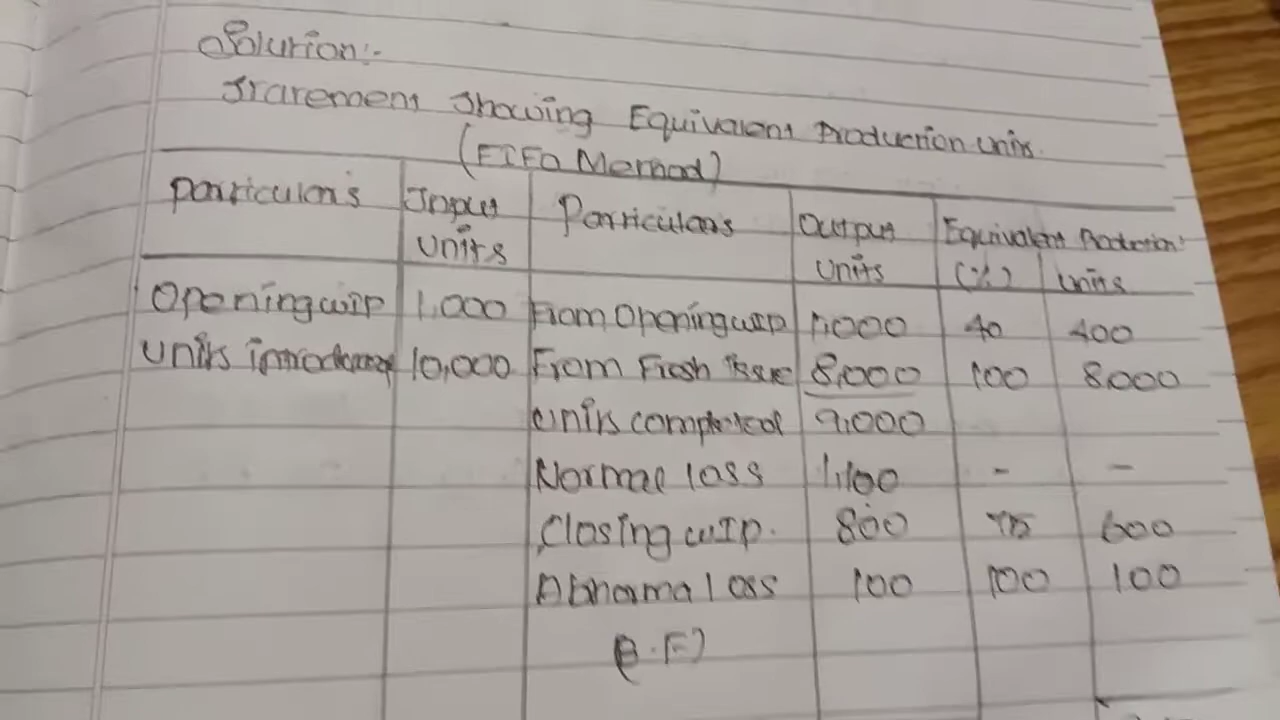 Solution:-
Statement Showing Equivalent Production units.
(FIFO Method)
Particulars Input Units Particulars Output Units Equivalent Production:
(%) Units
Opening WIP 1,000 From Opening WIP 1,000 40 400
Units introduced 10,000 From Fresh Issue 8,000 100 8,000
Units completed 9,000
Normal loss 1,100 - -
Closing WIP. 800 75 600
Abnormal loss 100 100 100
(B.F)